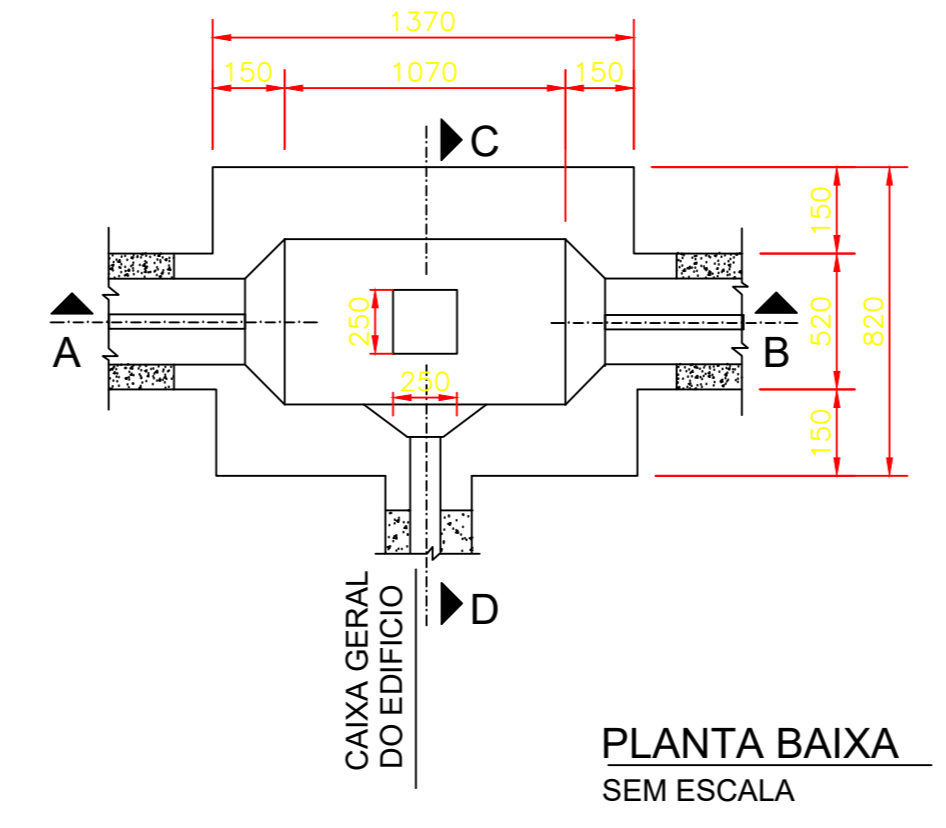 1370
150 1070 150
C
150
250
520
820
A
B
250
150
CAIXA GERAL
DO EDIFICIO
D
PLANTA BAIXA
SEM ESCALA